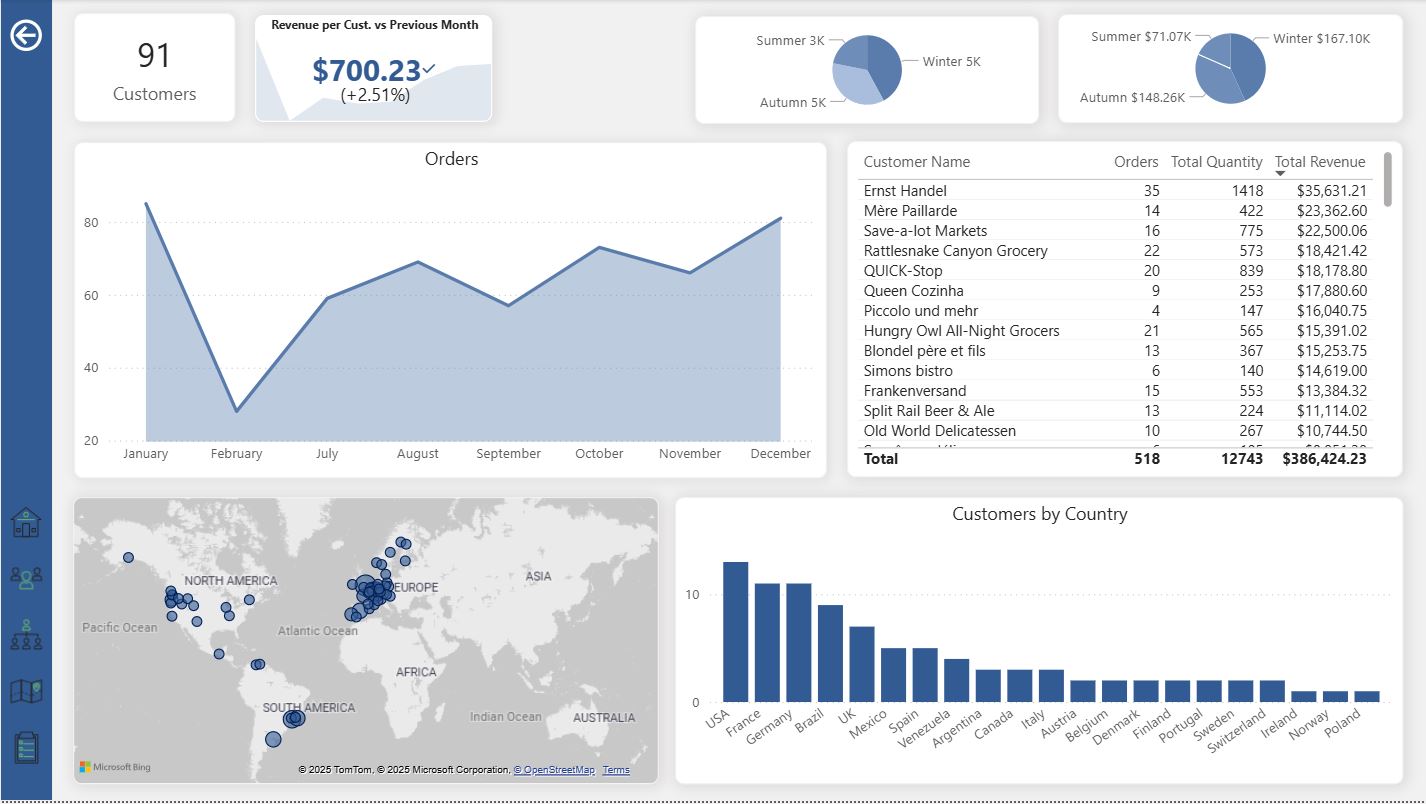 91
Customers
Revenue per Cust. vs Previous Month
$700.23✓
(+2.51%)
Summer 3K
Winter 5K
Autumn 5K
Summer $71.07K
Winter $167.10K
Autumn $148.26K
Orders
80
60
40
20
January February July August September October November December
Customer Name Orders Total Quantity Total Revenue
Ernst Handel 35 1418 $35,631.21
Mère Paillarde 14 422 $23,362.60
Save-a-lot Markets 16 775 $22,500.06
Rattlesnake Canyon Grocery 22 573 $18,421.42
QUICK-Stop 20 839 $18,178.80
Queen Cozinha 9 253 $17,880.60
Piccolo und mehr 4 147 $16,040.75
Hungry Owl All-Night Grocers 21 565 $15,391.02
Blondel père et fils 13 367 $15,253.75
Simons bistro 6 140 $14,619.00
Frankenversand 15 553 $13,384.32
Split Rail Beer & Ale 13 224 $11,114.02
Old World Delicatessen 10 267 $10,744.50
Total 518 12743 $386,424.23
NORTH AMERICA
EUROPE
ASIA
Pacific Ocean
Atlantic Ocean
AFRICA
SOUTH AMERICA
Indian Ocean
AUSTRALIA
Microsoft Bing
© 2025 TomTom, © 2025 Microsoft Corporation, © OpenStreetMap Terms
Customers by Country
10
0
USA France Germany Brazil UK Mexico Spain Venezuela Argentina Canada Italy Austria Belgium Denmark Finland Portugal Sweden Switzerland Ireland Norway Poland